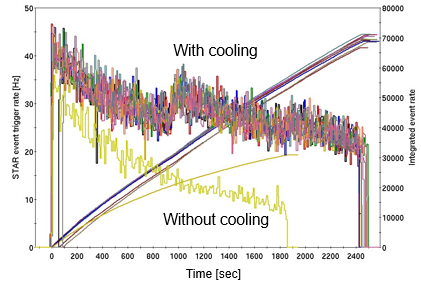 50
40
30
20
10
0
STAR event trigger rate [Hz]
With cooling
Without cooling
80000
70000
60000
50000
40000
30000
20000
10000
0
Integrated event rate
0 200 400 600 800 1000 1200 1400 1600 1800 2000 2200 2400
Time [sec]